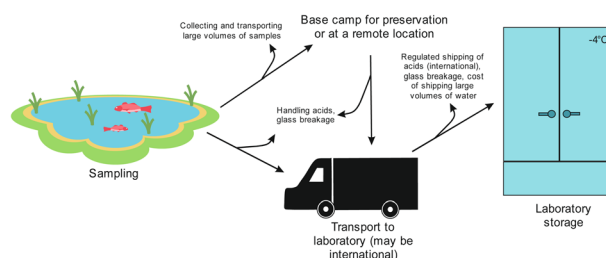 Collecting and transporting
large volumes of samples
Base camp for preservation
or at a remote location
Regulated shipping of
acids (international),
glass breakage, cost
of shipping large
volumes of water
-4°C
Handling acids,
glass breakage
Sampling
Transport to
laboratory (may be
international)
Laboratory
storage